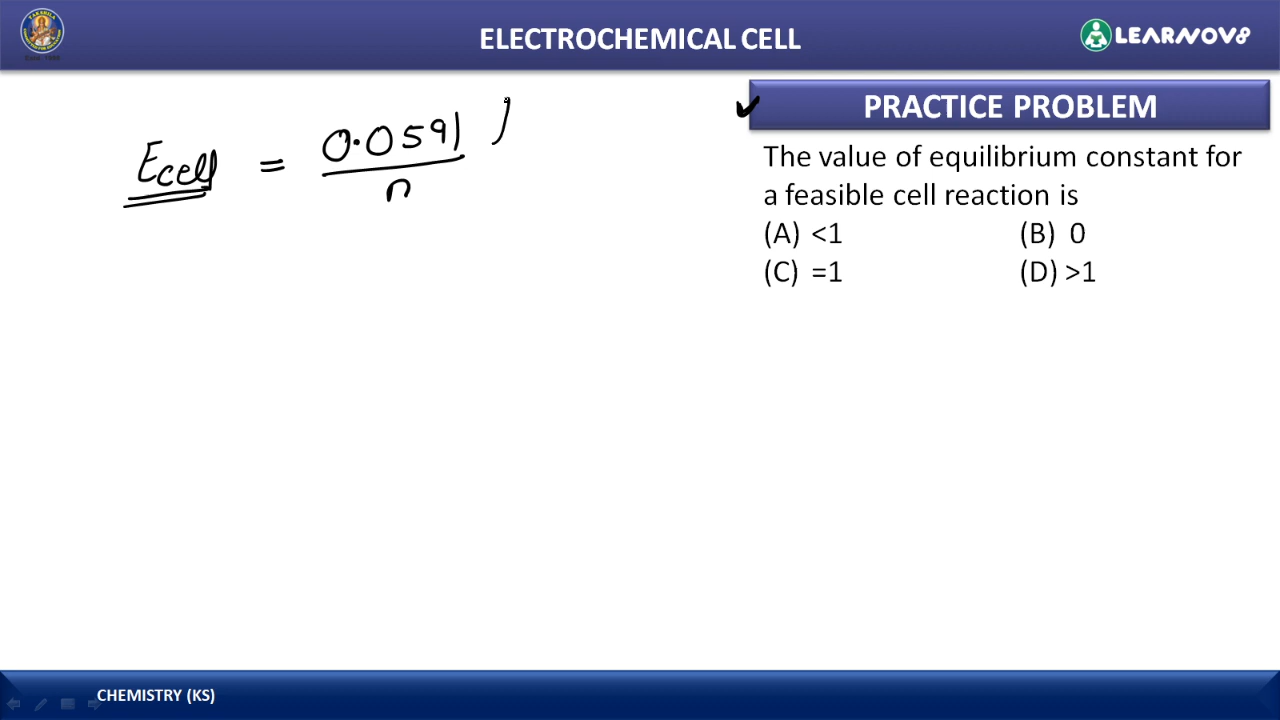 ELECTROCHEMICAL CELL
LEARNOV8
Ecell = 0.0591
n
PRACTICE PROBLEM
The value of equilibrium constant for
a feasible cell reaction is
(A) <1 (B) 0
(C) =1 (D) >1
CHEMISTRY (KS)